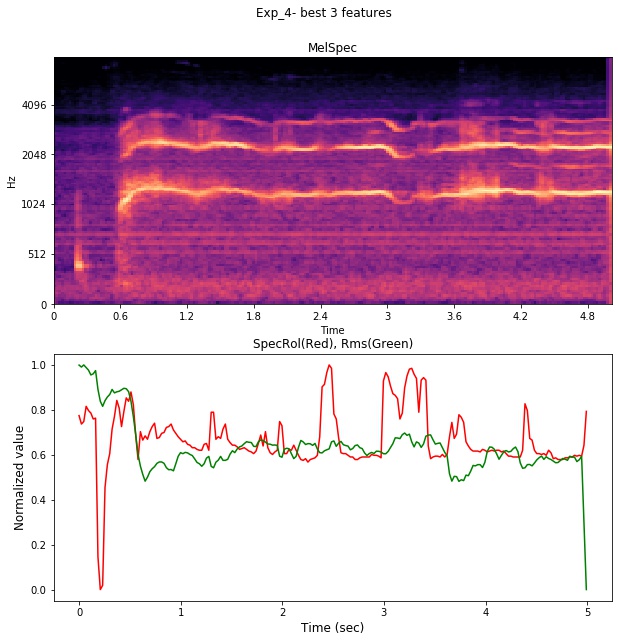 Exp_4- best 3 features
MelSpec
4096
2048
1024
512
0
Hz
0 0.6 1.2 1.8 2.4 3 3.6 4.2 4.8
Time
SpecRol(Red), Rms(Green)
1.0
0.8
0.6
0.4
0.2
0.0
Normalized value
0 1 2 3 4 5
Time (sec)